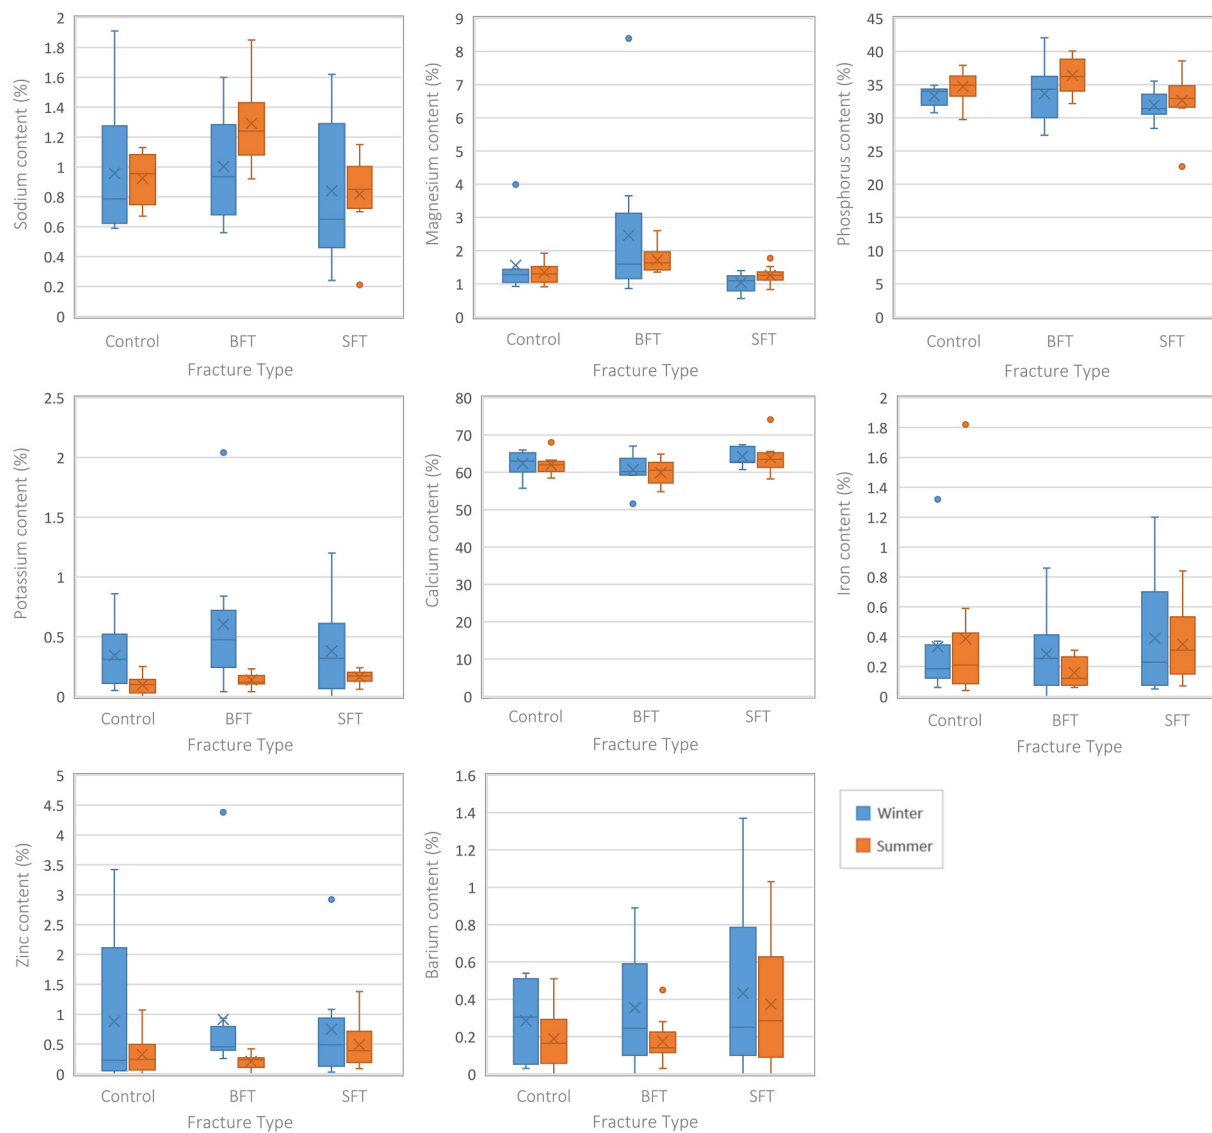 Sodium content (%)
2
1.8
1.6
1.4
1.2
1
0.8
0.6
0.4
0.2
0
Control BFT SFT
Fracture Type
Magnesium content (%)
9
8
7
6
5
4
3
2
1
0
Control BFT SFT
Fracture Type
Phosphorus content (%)
45
40
35
30
25
20
15
10
5
0
Control BFT SFT
Fracture Type
Potassium content (%)
2.5
2
1.5
1
0.5
0
Control BFT SFT
Fracture Type
Calcium content (%)
80
70
60
50
40
30
20
10
0
Control BFT SFT
Fracture Type
Iron content (%)
2
1.8
1.6
1.4
1.2
1
0.8
0.6
0.4
0.2
0
Control BFT SFT
Fracture Type
Zinc content (%)
5
4.5
4
3.5
3
2.5
2
1.5
1
0.5
0
Control BFT SFT
Fracture Type
Barium content (%)
1.6
1.4
1.2
1
0.8
0.6
0.4
0.2
0
Control BFT SFT
Fracture Type
Winter
Summer